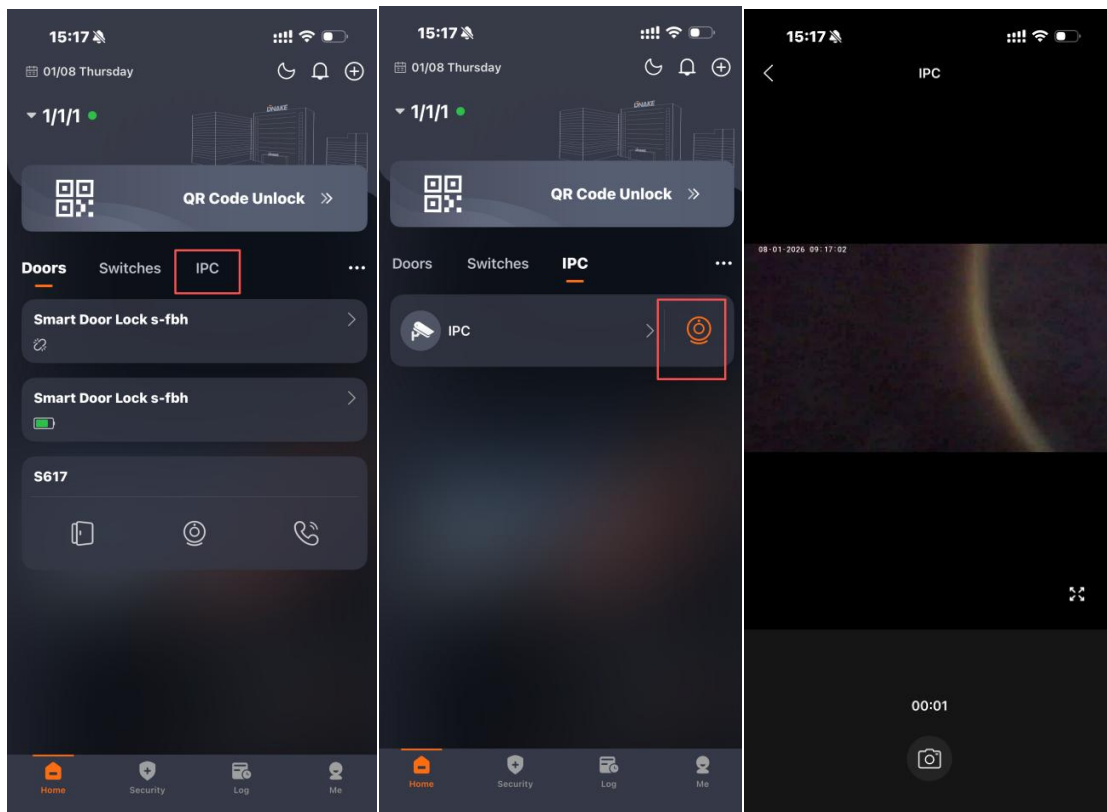 15:17
01/08 Thursday
1/1/1
DNAKE
QR Code Unlock
Doors Switches IPC
Smart Door Lock s-fbh
Smart Door Lock s-fbh
S617
Home Security Log Me
15:17
01/08 Thursday
1/1/1
DNAKE
QR Code Unlock
Doors Switches IPC
IPC
Home Security Log Me
15:17
IPC
08-01-2026 09:17:02
00:01